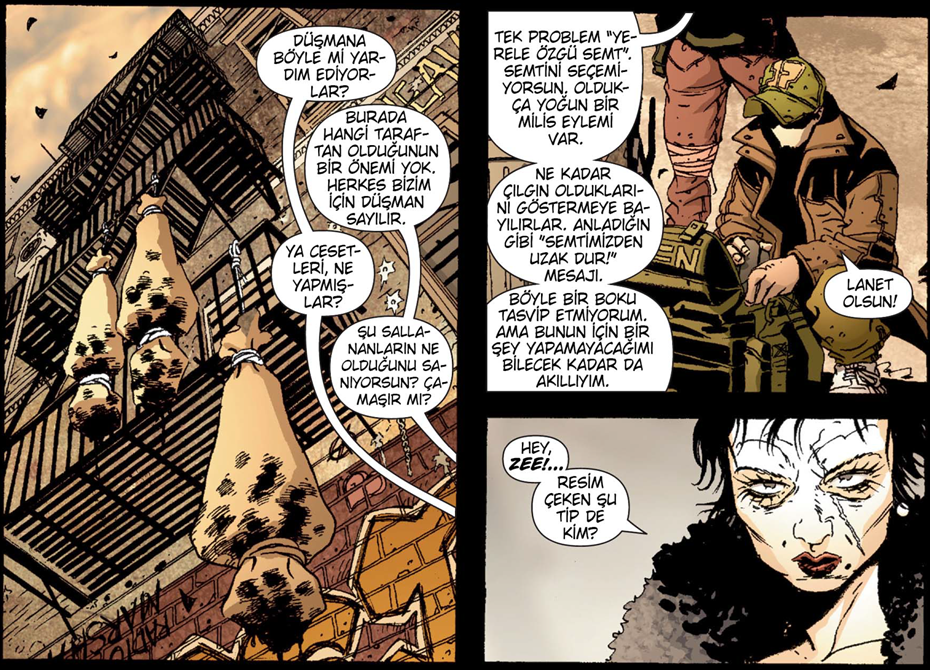 DÜŞMANA
BÖYLE Mİ YAR-
DIM EDİYOR-
LAR?
BURADA
HANGİ TARAF-
TAN OLDUĞUNUN
BİR ÖNEMİ YOK.
HERKES BİZİM
İÇİN DÜŞMAN
SAYILIR.
YA CESET-
LERİ, NE
YAPMIŞ-
LAR?
ŞU SALLA-
NANLARIN NE
OLDUĞUNU SA-
NIYORSUN? ÇA-
MAŞIR MI?
TEK PROBLEM “YE-
RELE ÖZGÜ SEMT”.
SEMTİNİ SEÇEMİ-
YORSUN. OLDUK-
ÇA YOĞUN BİR
MİLİS EYLEMİ
VAR.
NE KADAR
ÇILGIN OLDUKLARI-
NI GÖSTERMEYE BA-
YILIRLAR. ANLADIĞIN
GİBİ “SEMTİMİZDEN
UZAK DUR!”
MESAJI.
BÖYLE BİR BOKU
TASVİP ETMİYORUM.
AMA BUNUN İÇİN BİR
ŞEY YAPAMAYACAĞIMI
BİLECEK KADAR DA
AKILLIYIM.
LANET
OLSUN!
HEY,
ZEE!...
RESİM
ÇEKEN ŞU
TİP DE
KİM?